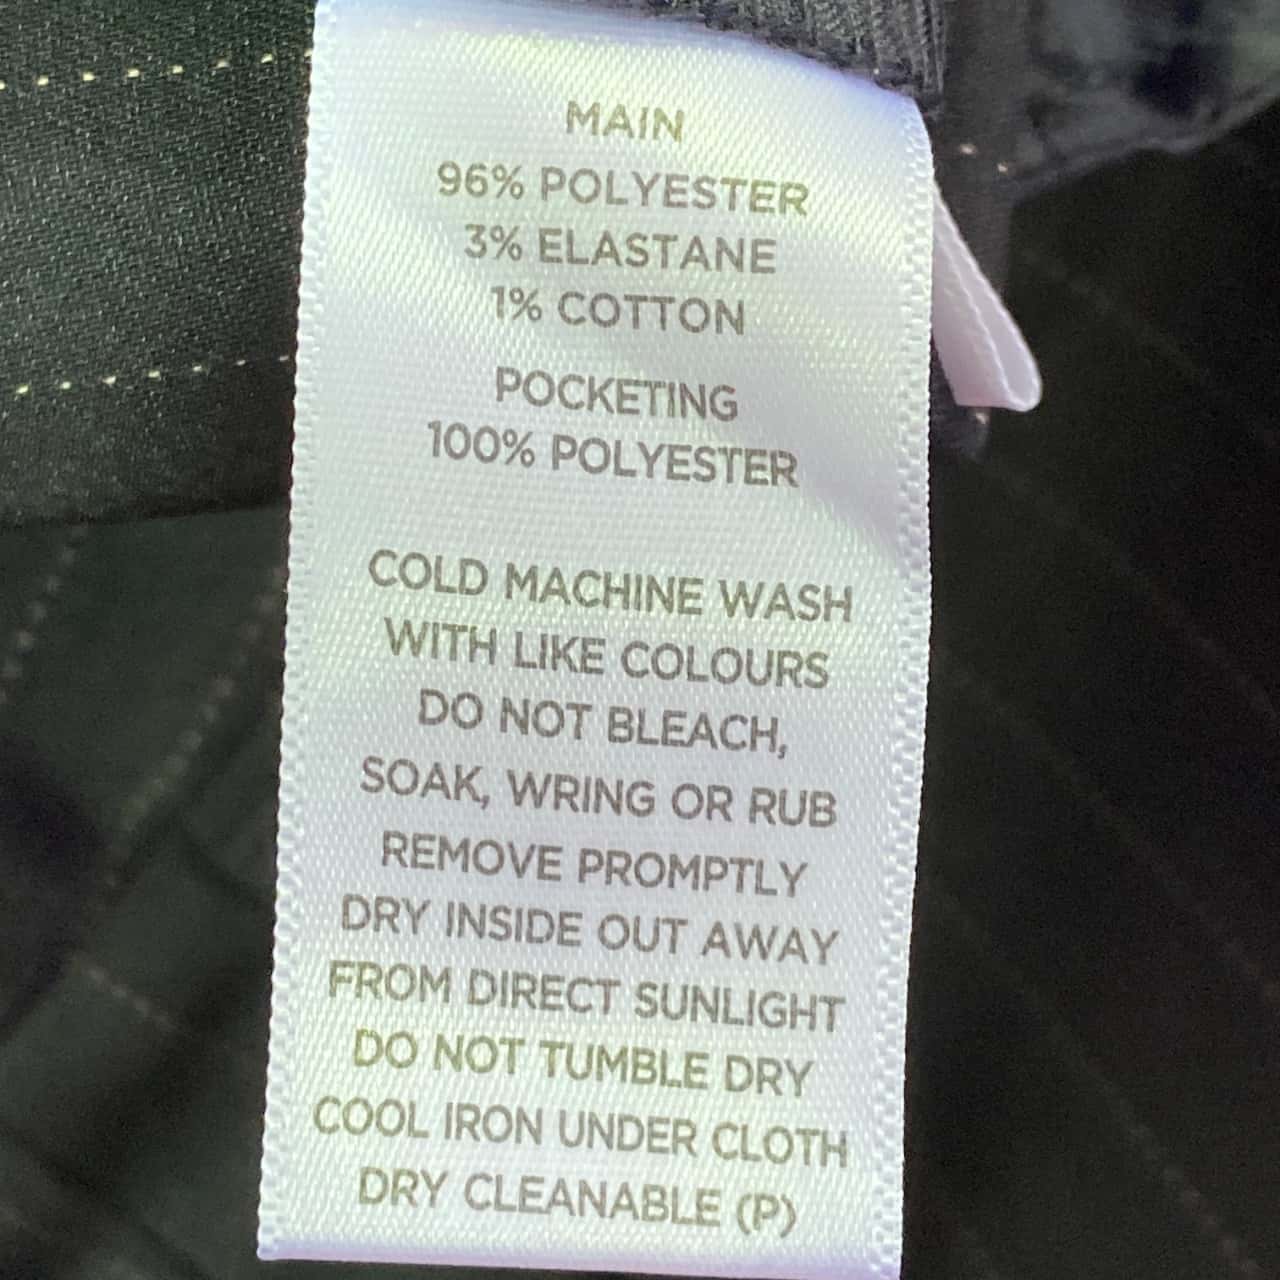 MAIN
96% POLYESTER
3% ELASTANE
1% COTTON
POCKETING
100% POLYESTER
COLD MACHINE WASH
WITH LIKE COLOURS
DO NOT BLEACH,
SOAK, WRING OR RUB
REMOVE PROMPTLY
DRY INSIDE OUT AWAY
FROM DIRECT SUNLIGHT
DO NOT TUMBLE DRY
COOL IRON UNDER CLOTH
DRY CLEANABLE (P)